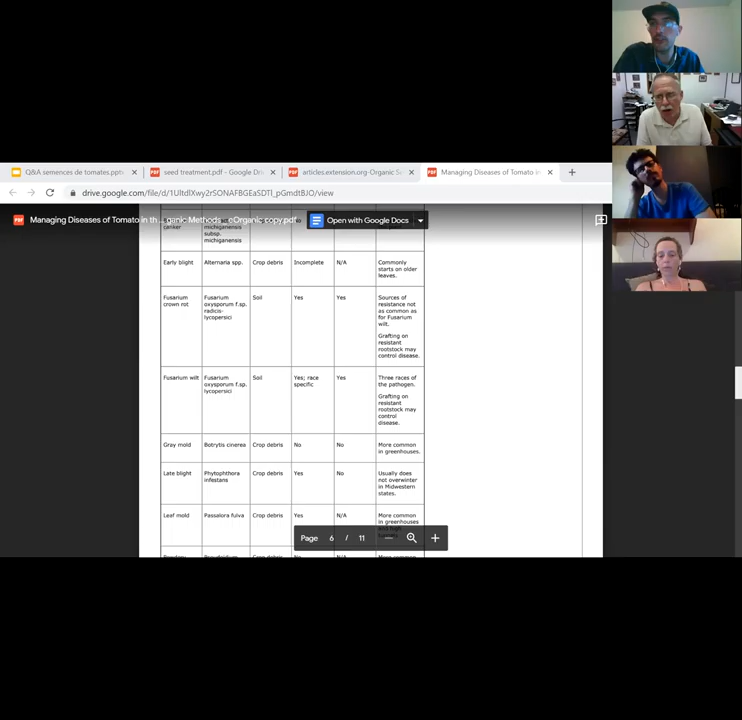 Q&A semences de tomates.pptx
seed treatment.pdf - Google Dri
articles.extension.org-Organic Se
Managing Diseases of Tomato in
drive.google.com/file/d/1UltdlXwy2rSONAFBGEaSDTl_pGmdtBJO/view
Managing Diseases of Tomato in th ... ganic Methods - eOrganic copy.pdf
Open with Google Docs
canker
michiganensis
subsp.
michiganensis
Early blight Alternaria spp. Crop debris Incomplete N/A Commonly
starts on older
leaves.
Fusarium Fusarium Soil Yes Yes Sources of
crown rot oxysporum f.sp. resistance not
radicis- as common as
lycopersici for Fusarium
wilt.
Grafting on
resistant
rootstock may
control disease.
Fusarium wilt Fusarium Soil Yes; race Yes Three races of
oxysporum f.sp. specific the pathogen.
lycopersici
Grafting on
resistant
rootstock may
control
disease.
Gray mold Botrytis cinerea Crop debris No No More common
in greenhouses.
Late blight Phytophthora Crop debris Yes No Usually does
infestans not overwinter
in Midwestern
states.
Leaf mold Passalora fulva Crop debris Yes N/A More common
in greenhouses
Page 6 / 11